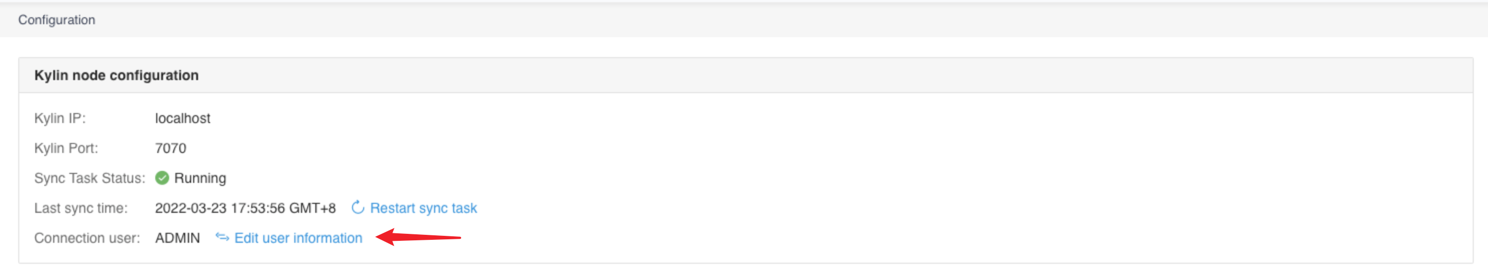 Configuration
Kylin node configuration
Kylin IP: localhost
Kylin Port: 7070
Sync Task Status: Running
Last sync time: 2022-03-23 17:53:56 GMT+8 Restart sync task
Connection user: ADMIN Edit user information